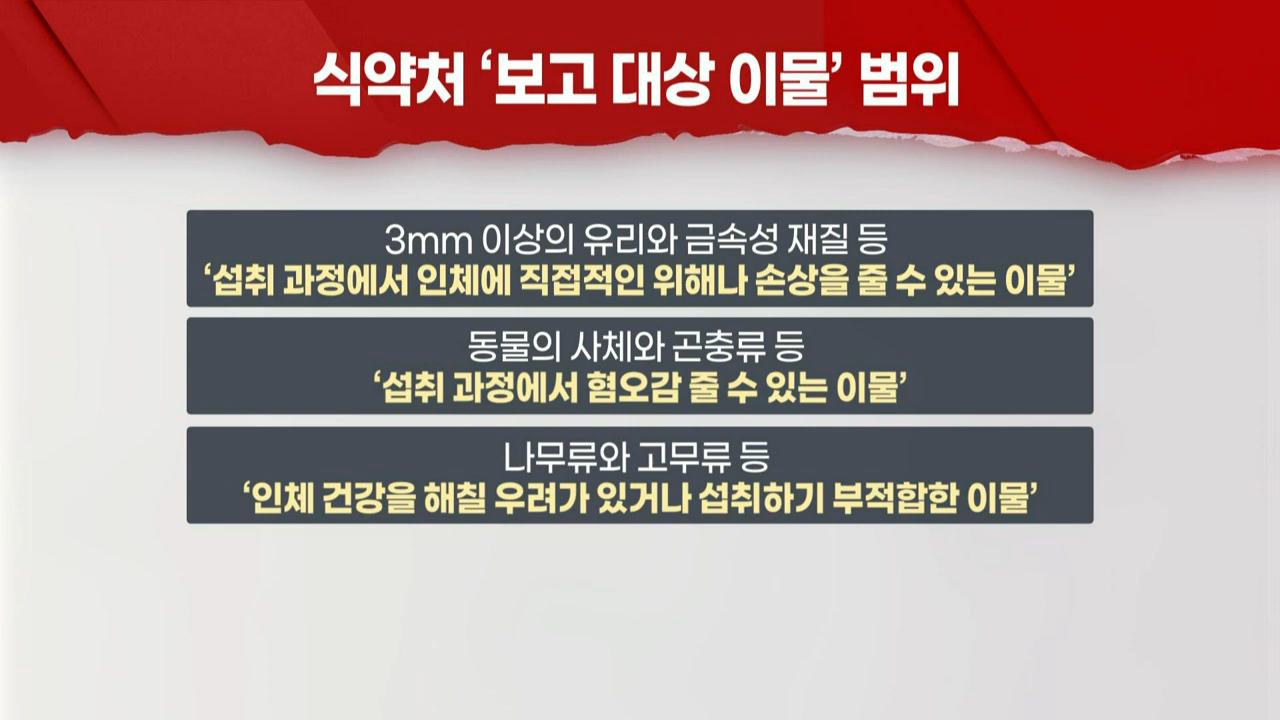 식약처 ‘보고 대상 이물’ 범위
3mm 이상의 유리와 금속성 재질 등
‘섭취 과정에서 인체에 직접적인 위해나 손상을 줄 수 있는 이물’
동물의 사체와 곤충류 등
‘섭취 과정에서 혐오감 줄 수 있는 이물’
나무류와 고무류 등
‘인체 건강을 해칠 우려가 있거나 섭취하기 부적합한 이물’